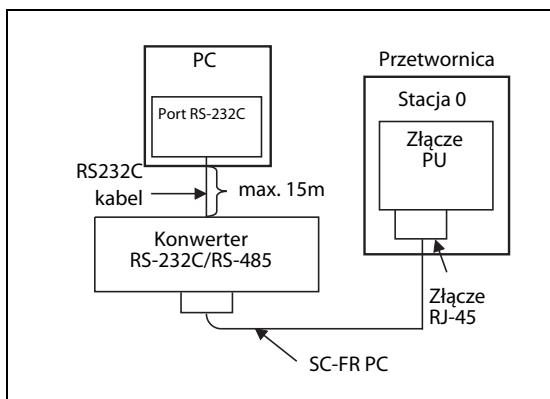 PC
Port RS-232C
RS232C
kabel
max. 15m
Konwerter
RS-232C/RS-485
SC-FR PC
Przetwornica
Stacja 0
Złącze
PU
Złącze
RJ-45